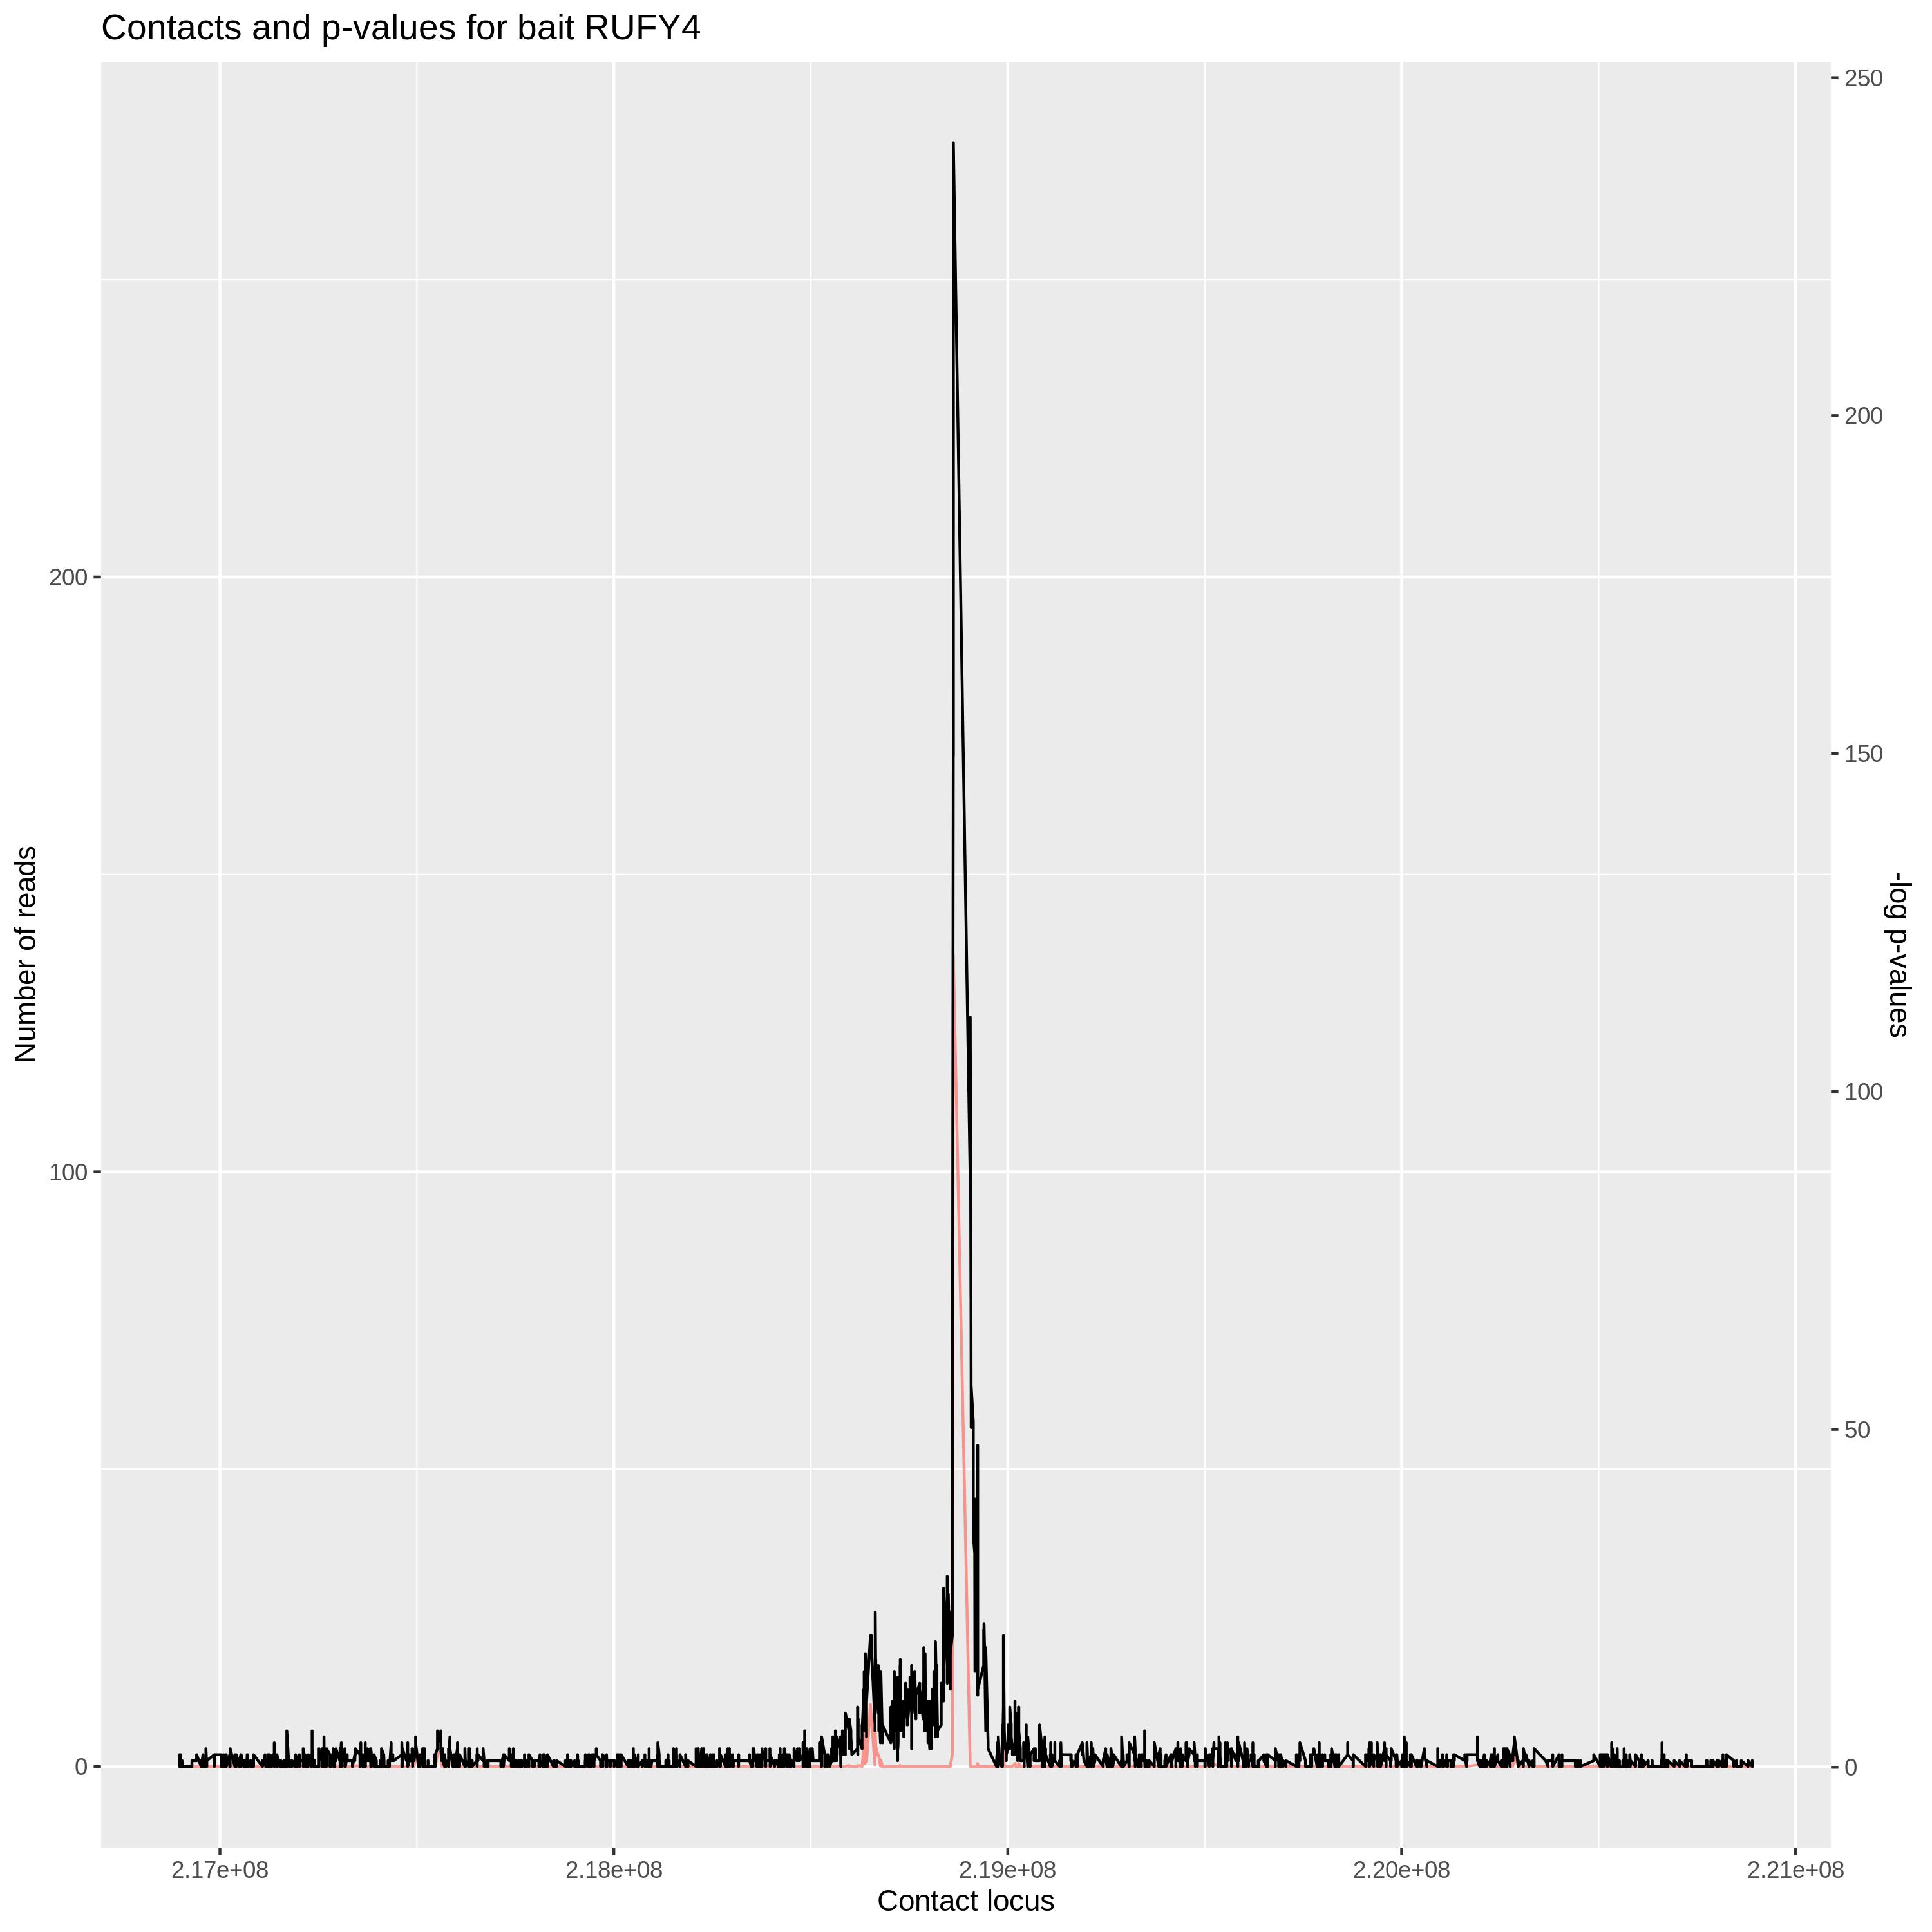 Contacts and p-values for bait RUFY4
Number of reads
200
100
0
250
200
150
100
50
0
-log p-values
2.17e+08 2.18e+08 2.19e+08 2.20e+08 2.21e+08
Contact locus